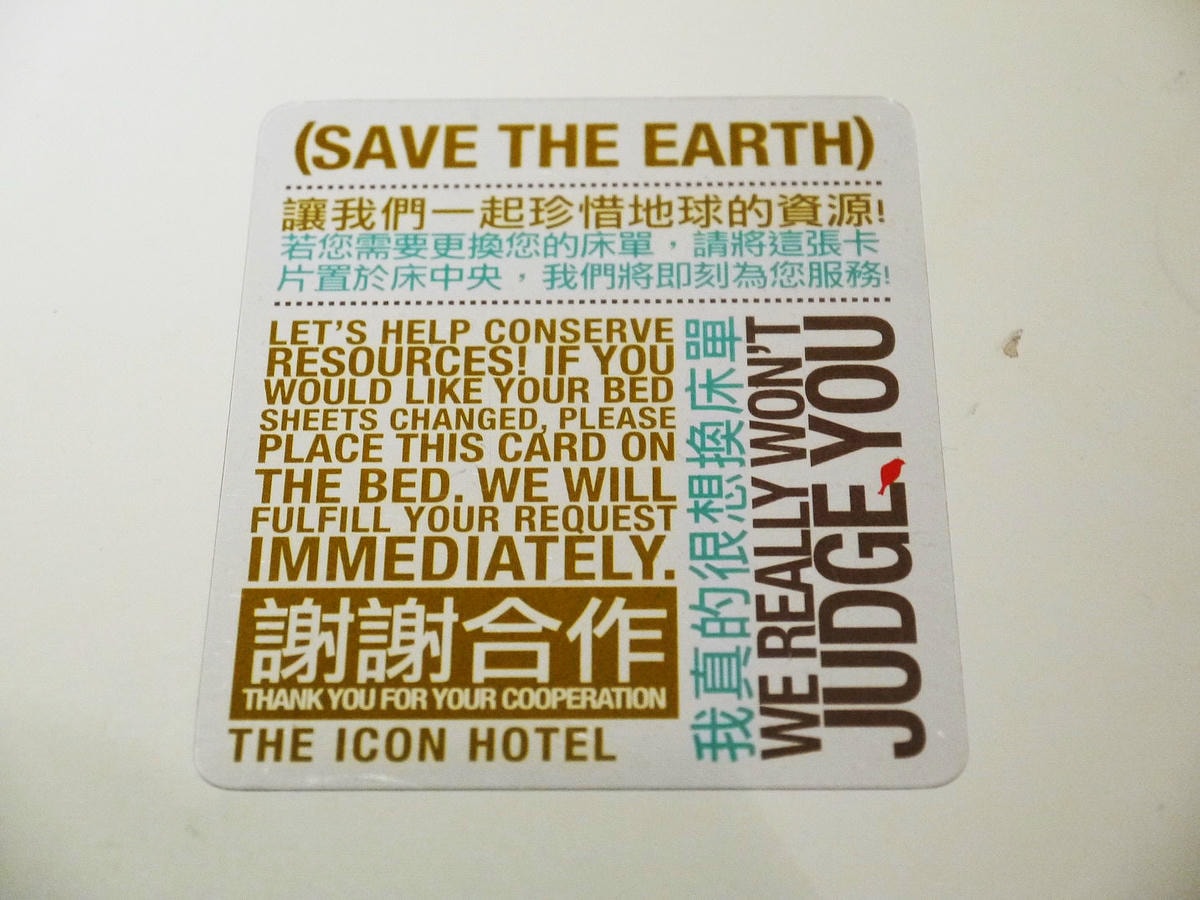 (SAVE THE EARTH)
讓我們一起珍惜地球的資源!
若您需要更換您的床單，請將這張卡
片置於床中央，我們將即刻為您服務!
LET'S HELP CONSERVE
RESOURCES! IF YOU
WOULD LIKE YOUR BED
SHEETS CHANGED, PLEASE
PLACE THIS CARD ON
THE BED. WE WILL
FULFILL YOUR REQUEST
IMMEDIATELY.
謝謝合作
THANK YOU FOR YOUR COOPERATION
THE ICON HOTEL
我真的很想換床單
WE REALLY WON'T
JUDGE YOU